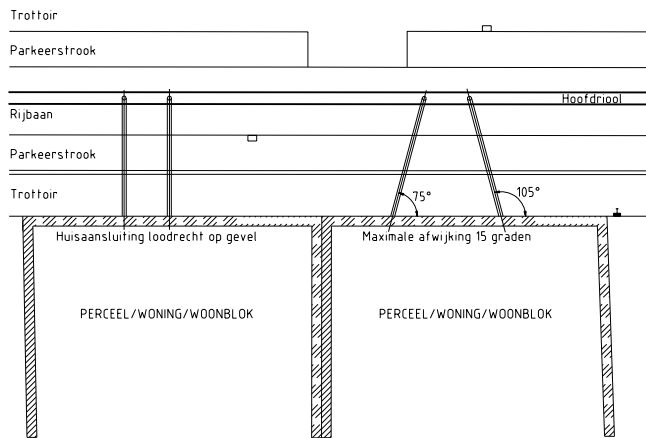 Trottoir
Parkeerstrook
Hoofdriool
Rijbaan
Parkeerstrook
Trottoir
75°
105°
Huisaansluiting loodrecht op gevel
Maximale afwijking 15 graden
PERCEEL/WONING/WOONBLOK
PERCEEL/WONING/WOONBLOK